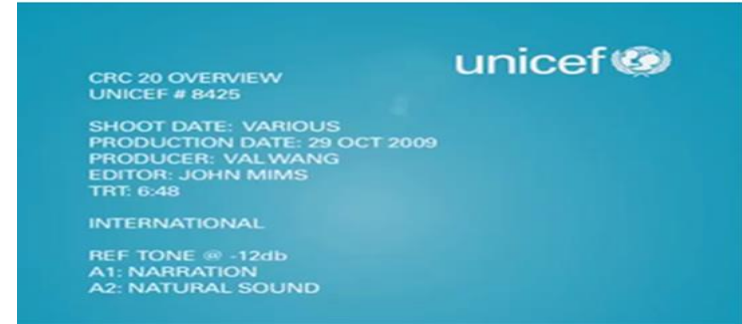 unicef
CRC 20 OVERVIEW
UNICEF # 8425
SHOOT DATE: VARIOUS
PRODUCTION DATE: 29 OCT 2009
PRODUCER: VAL WANG
EDITOR: JOHN MIMS
TRT: 6:48
INTERNATIONAL
REF TONE @ -12db
A1: NARRATION
A2: NATURAL SOUND